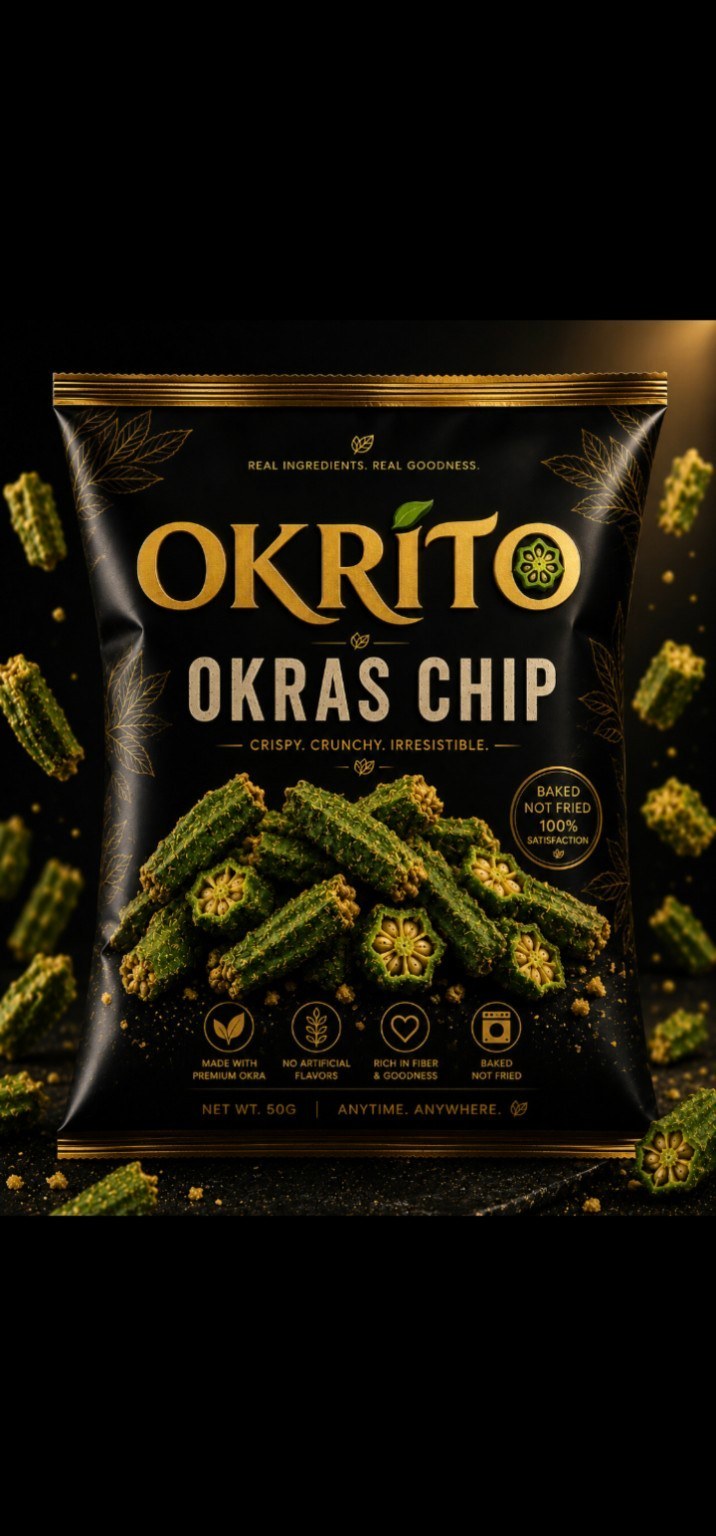 REAL INGREDIENTS. REAL GOODNESS.
OKRITO
OKRAS CHIP
CRISPY. CRUNCHY. IRRESISTIBLE.
BAKED
NOT FRIED
100%
SATISFACTION
MADE WITH
PREMIUM OKRA
NO ARTIFICIAL
FLAVORS
RICH IN FIBER
& GOODNESS
BAKED
NOT FRIED
NET WT. 50G | ANYTIME. ANYWHERE.